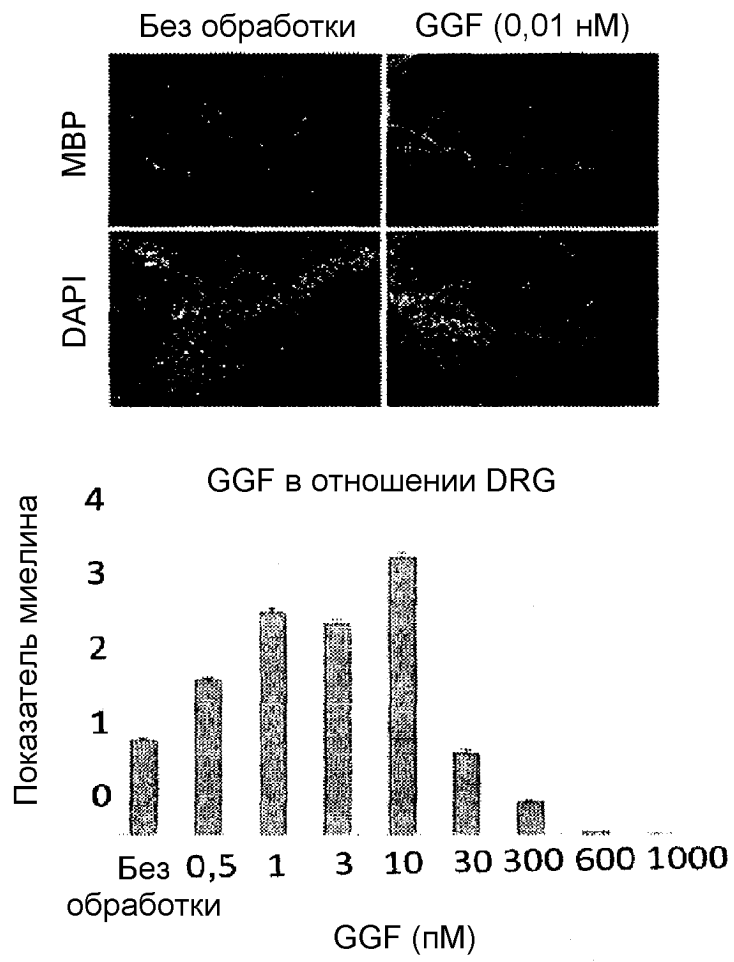 Без обработки GGF (0,01 нМ)
MBP
DAPI
GGF в отношении DRG
Показатель миелина
4
3
2
1
0
Без 0,5 1 3 10 30 300 600 1000
обработки
GGF (пМ)